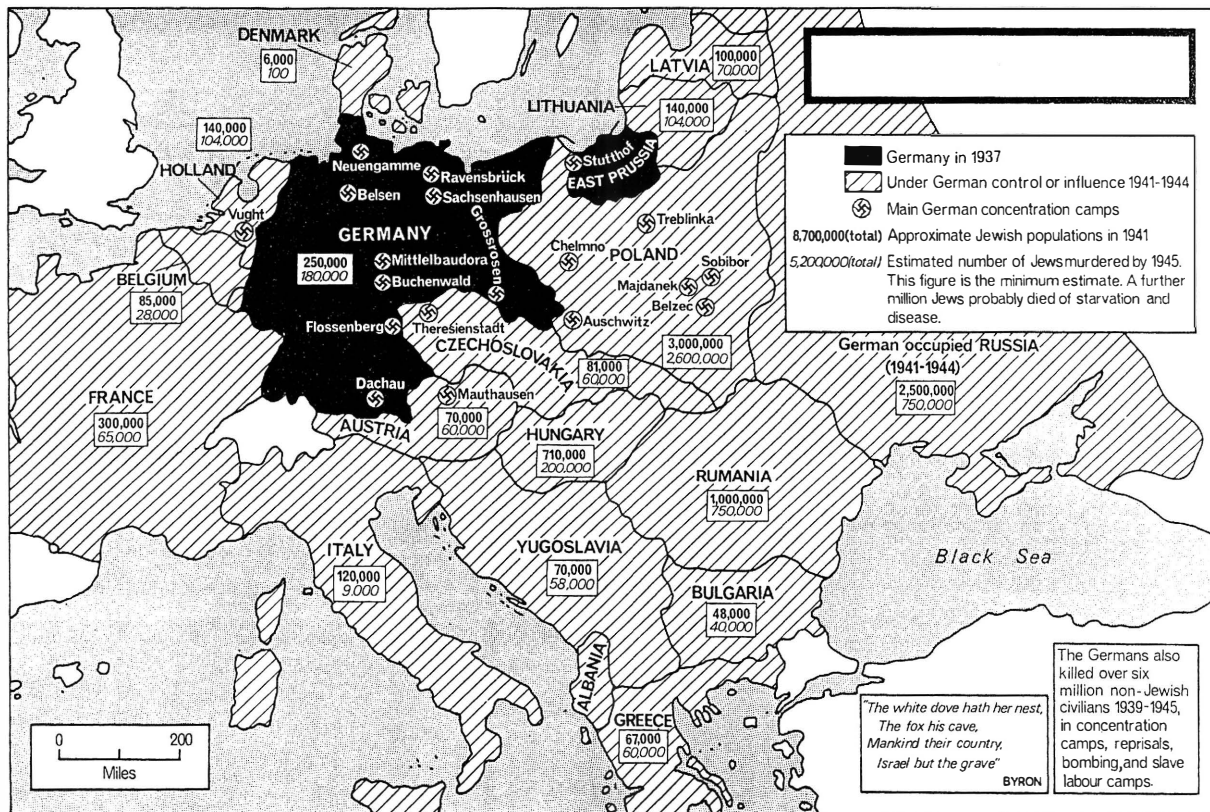 DENMARK
6,000
100
LATVIA
100,000
70,000
LITHUANIA
140,000
104,000
140,000
104,000
HOLLAND
Vught
Neuengamme
Ravensbrück
Belsen
Sachsenhausen
Stutthof
EAST PRUSSIA
Grossrosen
GERMANY
250,000
180,000
Mittlelbaudora
Buchenwald
Treblinka
Chelmno
POLAND
Sobibor
Majdanek
Belzec
Auschwitz
3,000,000
2,600,000
BELGIUM
85,000
28,000
Flossenberg
Theresienstadt
CZECHOSLOVAKIA
81,000
60,000
Dachau
Mauthausen
70,000
60,000
AUSTRIA
FRANCE
300,000
65,000
HUNGARY
710,000
200,000
RUMANIA
1,000,000
750,000
ITALY
120,000
9,000
YUGOSLAVIA
70,000
58,000
BULGARIA
48,000
40,000
ALBANIA
GREECE
67,000
60,000
Black Sea
Germany in 1937
Under German control or influence 1941-1944
Main German concentration camps
8,700,000(total) Approximate Jewish populations in 1941
5,200,000(total) Estimated number of Jews murdered by 1945.
This figure is the minimum estimate. A further
million Jews probably died of starvation and
disease.
German occupied RUSSIA
(1941-1944)
2,500,000
750,000
0 200
Miles
"The white dove hath her nest,
The fox his cave,
Mankind their country,
Israel but the grave"
BYRON
The Germans also
killed over six
million non-Jewish
civilians 1939-1945,
in concentration
camps, reprisals,
bombing, and slave
labour camps.